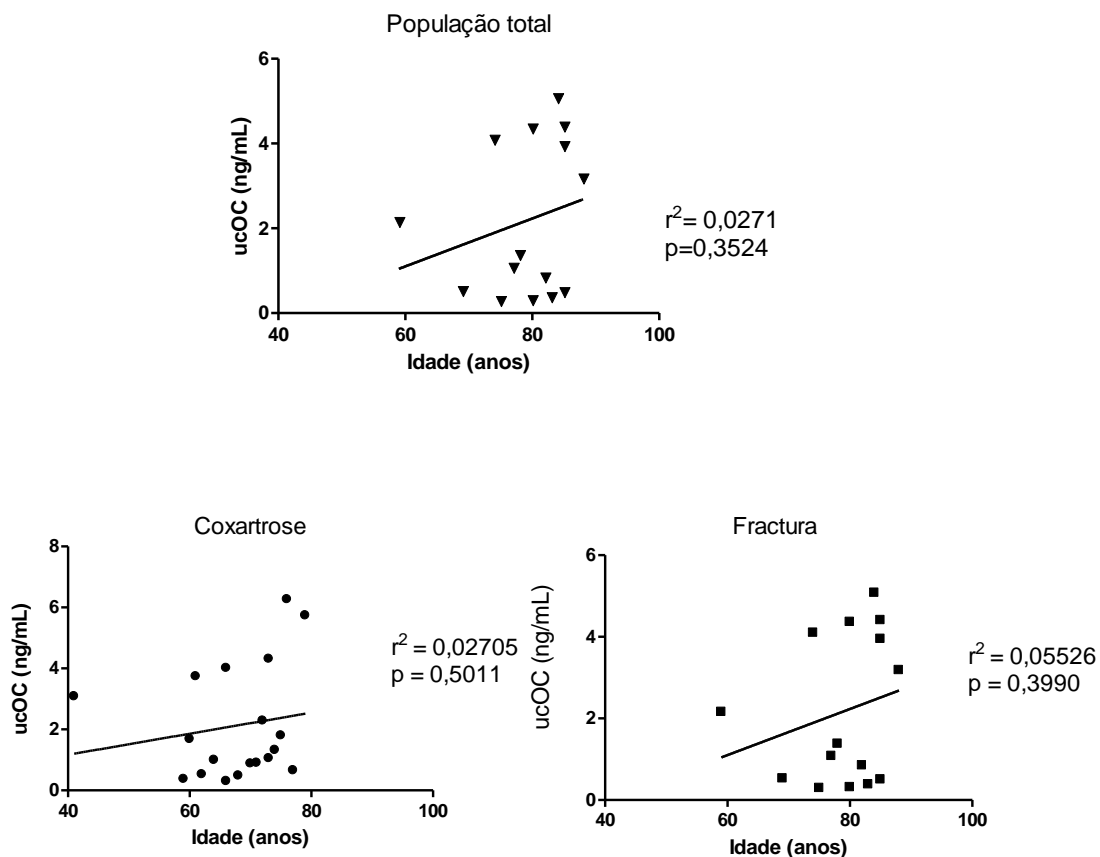 População total
6
4
2
0
ucOC (ng/mL)
40 60 80 100
Idade (anos)
r²= 0,0271
p=0,3524
Coxartrose
8
6
4
2
0
ucOC (ng/mL)
40 60 80 100
Idade (anos)
r² = 0,02705
p = 0,5011
Fractura
6
4
2
0
ucOC (ng/mL)
40 60 80 100
Idade (anos)
r² = 0,05526
p = 0,3990